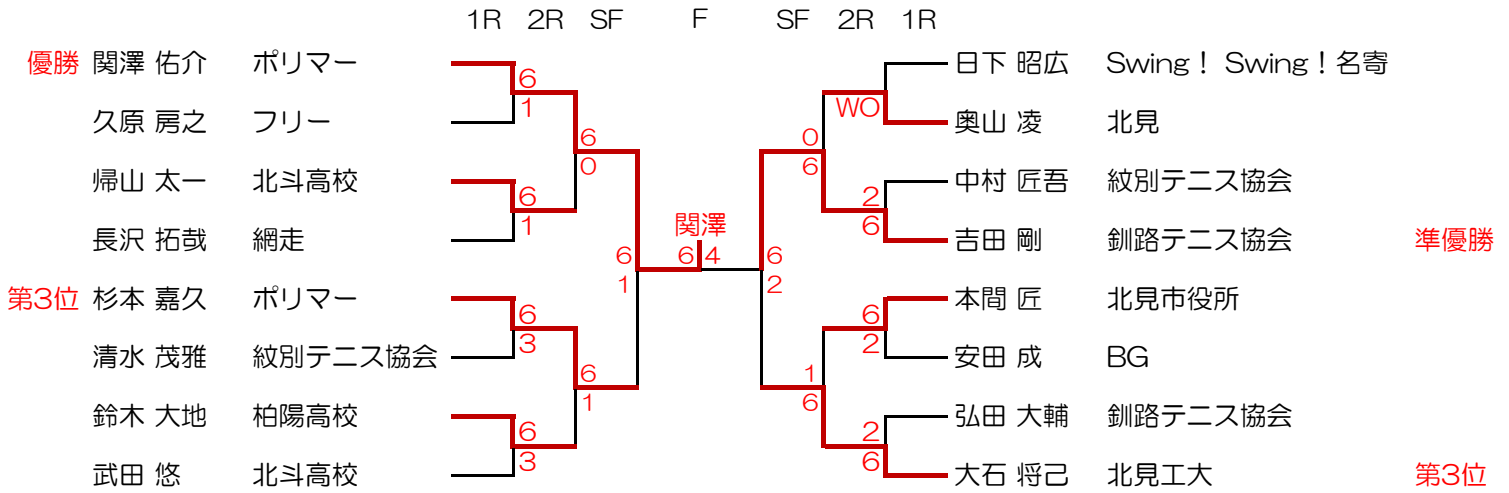 1R 2R SF F SF 2R 1R
優勝 関澤 佑介 ポリマー 日下 昭広 Swing! Swing!名寄
6
1 WO
久原 房之 フリー 奥山 凌 北見
6 0
0 6
帰山 太一 北斗高校 中村 匠吾 紋別テニス協会
6 2
1 6
関澤
長沢 拓哉 網走 吉田 剛 釧路テニス協会 準優勝
6 6 4 6
1 2
第3位 杉本 嘉久 ポリマー 本間 匠 北見市役所
6 6
3 2
清水 茂雅 紋別テニス協会 安田 成 BG
6 1
1 6
鈴木 大地 柏陽高校 弘田 大輔 釧路テニス協会
6 2
3 6
武田 悠 北斗高校 大石 将己 北見工大 第3位